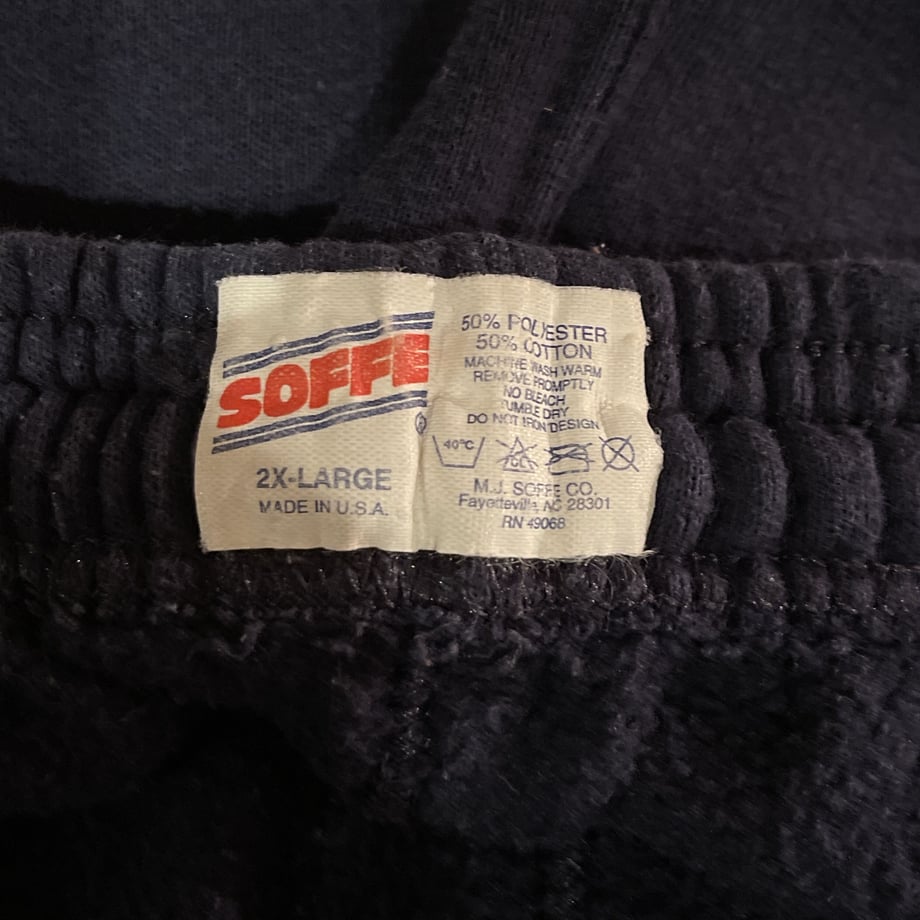 SOFFE
®
2X-LARGE
MADE IN U.S.A.
50% POLYESTER
50% COTTON
MACHINE WASH WARM
REMOVE PROMPTLY
NO BLEACH
TUMBLE DRY
DO NOT IRON DESIGN
40°C
CL
M.J. SOFFE CO.
Fayetteville, NC 28301
RN 49068